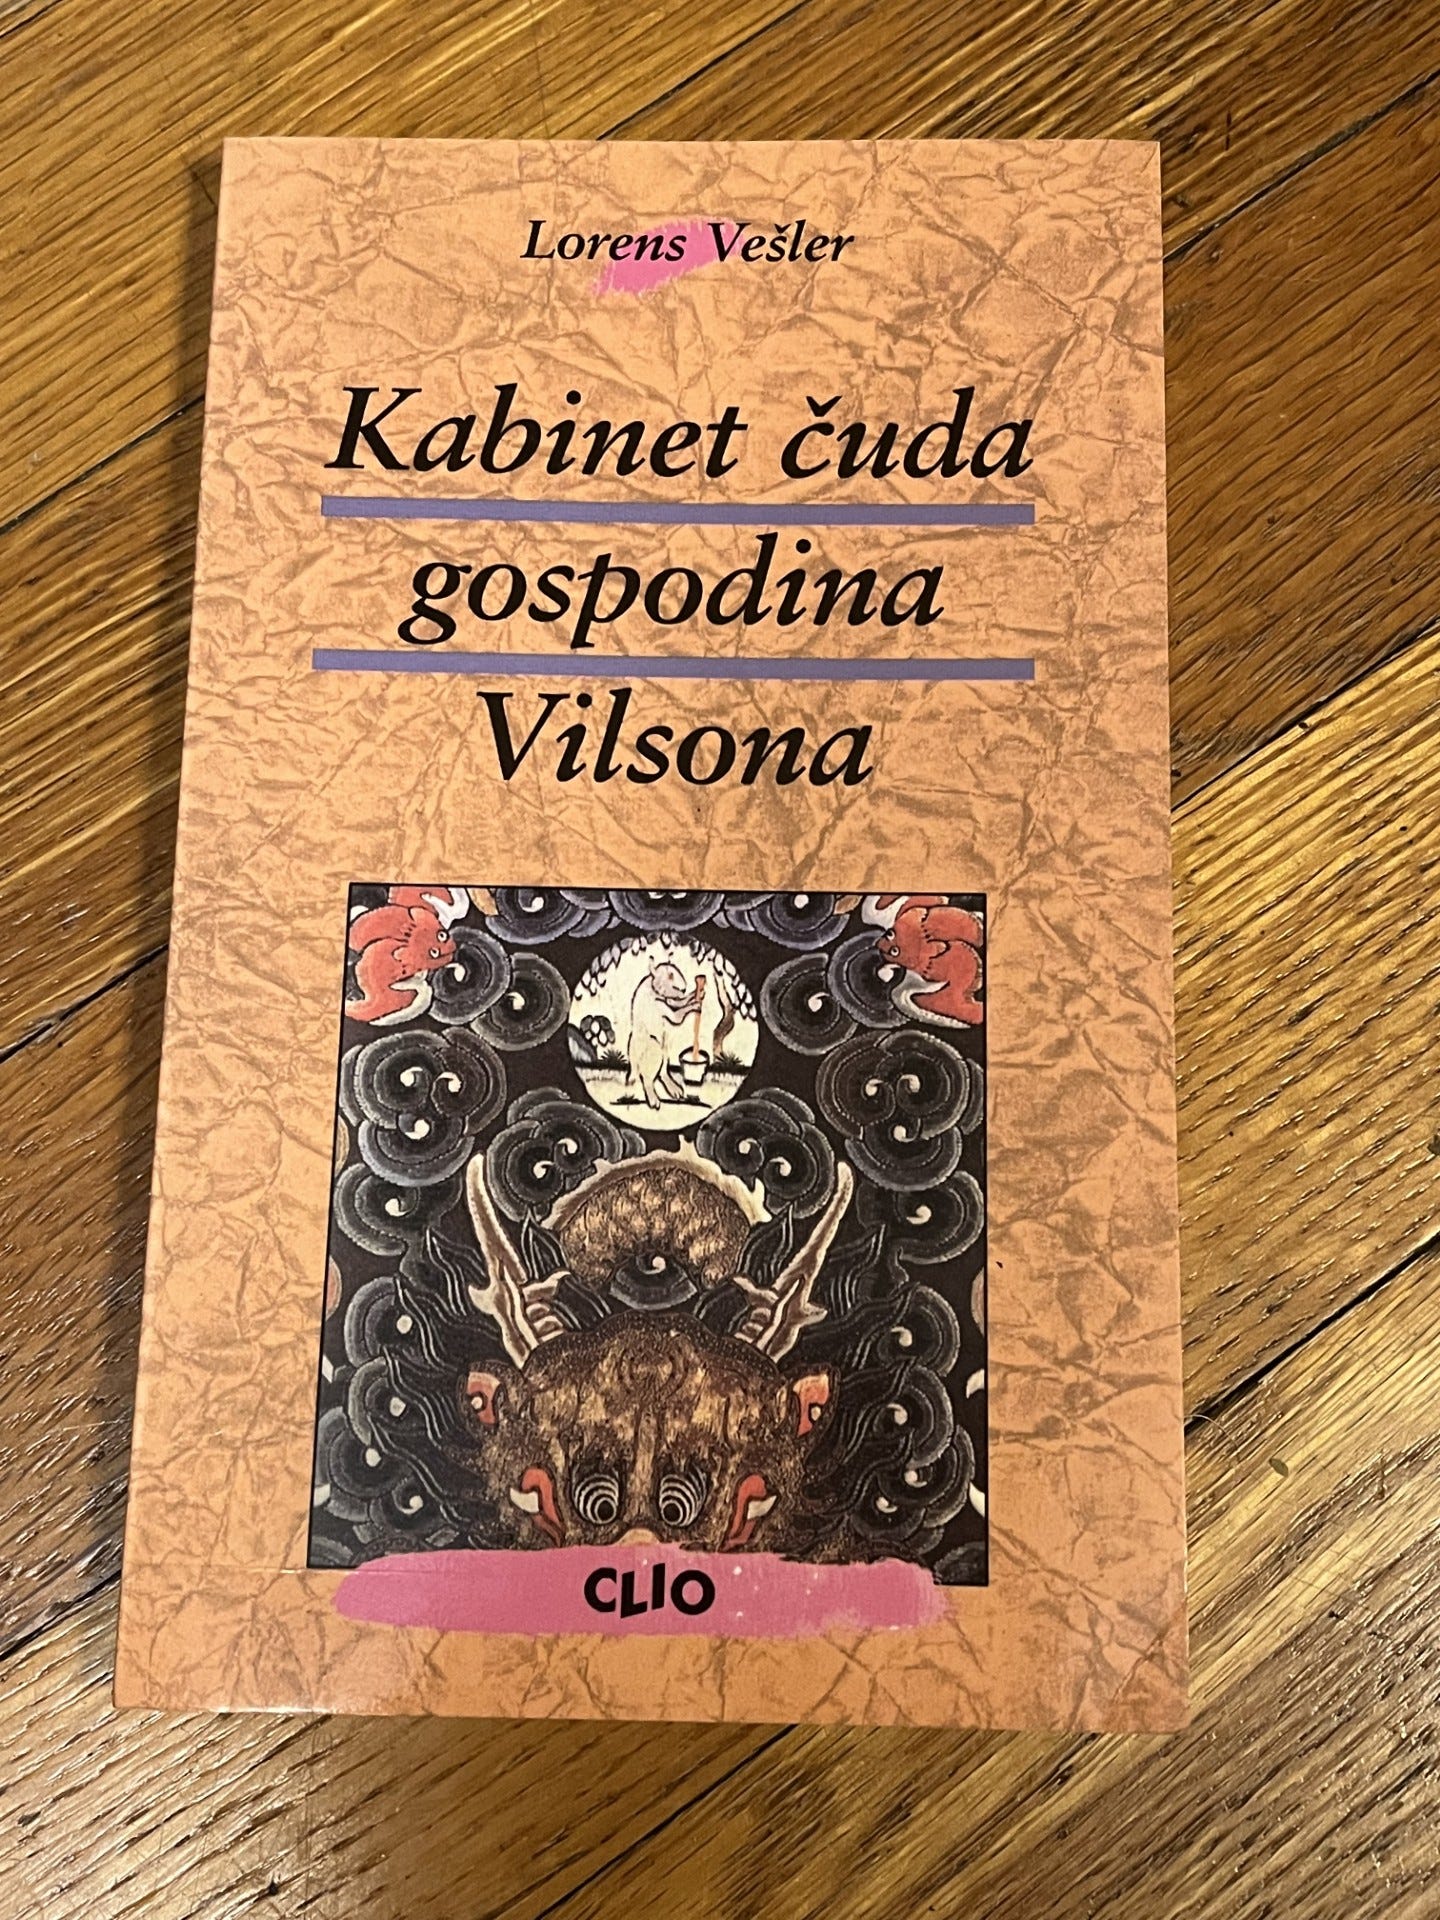 Lorens Vešler
Kabinet čuda
gospodina
Vilsona
CLIO